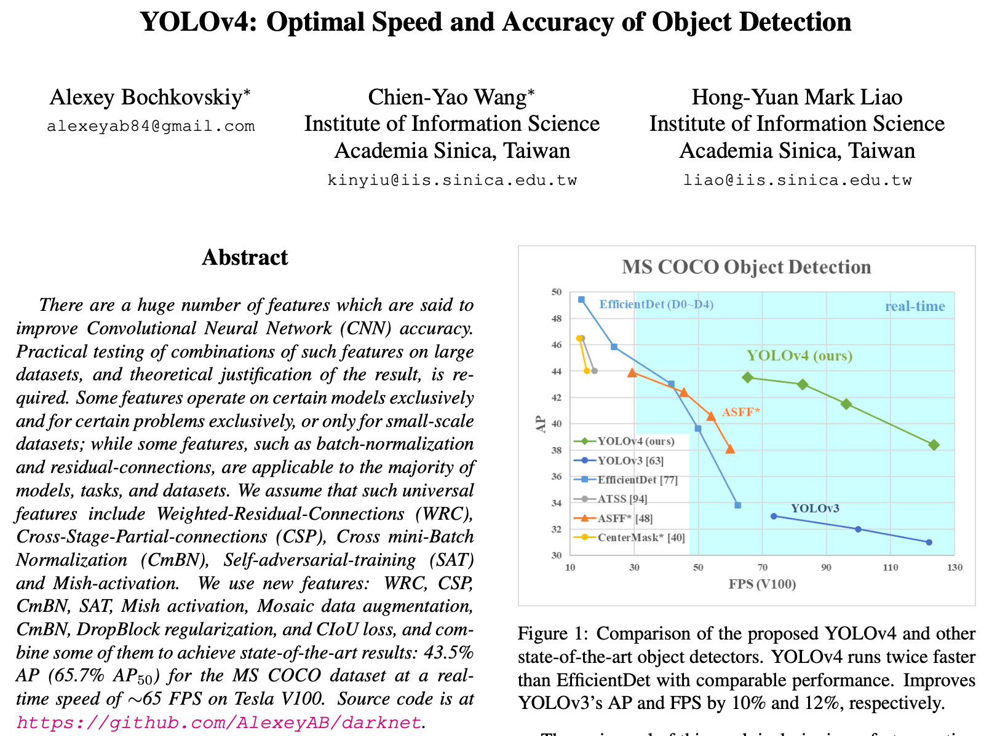 YOLOv4: Optimal Speed and Accuracy of Object Detection
Alexey Bochkovskiy*
alexeyab84@gmail.com
Chien-Yao Wang*
Institute of Information Science
Academia Sinica, Taiwan
kinyiu@iis.sinica.edu.tw
Hong-Yuan Mark Liao
Institute of Information Science
Academia Sinica, Taiwan
liao@iis.sinica.edu.tw
Abstract
There are a huge number of features which are said to
improve Convolutional Neural Network (CNN) accuracy.
Practical testing of combinations of such features on large
datasets, and theoretical justification of the result, is re-
quired. Some features operate on certain models exclusively
and for certain problems exclusively, or only for small-scale
datasets; while some features, such as batch-normalization
and residual-connections, are applicable to the majority of
models, tasks, and datasets. We assume that such universal
features include Weighted-Residual-Connections (WRC),
Cross-Stage-Partial-connections (CSP), Cross mini-Batch
Normalization (CmBN), Self-adversarial-training (SAT)
and Mish-activation. We use new features: WRC, CSP,
CmBN, SAT, Mish activation, Mosaic data augmentation,
CmBN, DropBlock regularization, and CIoU loss, and com-
bine some of them to achieve state-of-the-art results: 43.5%
AP (65.7% AP50) for the MS COCO dataset at a real-
time speed of ~65 FPS on Tesla V100. Source code is at
https://github.com/AlexeyAB/darknet.
MS COCO Object Detection
50
48
46
44
42
40
38
36
34
32
30
AP
EfficientDet (D0~D4)
real-time
YOLOv4 (ours)
ASFF*
YOLOv3
YOLOv4 (ours)
YOLOv3 [63]
EfficientDet [77]
ATSS [94]
ASFF* [48]
CenterMask* [40]
10 30 50 70 90 110 130
FPS (V100)
Figure 1: Comparison of the proposed YOLOv4 and other
state-of-the-art object detectors. YOLOv4 runs twice faster
than EfficientDet with comparable performance. Improves
YOLOv3's AP and FPS by 10% and 12%, respectively.